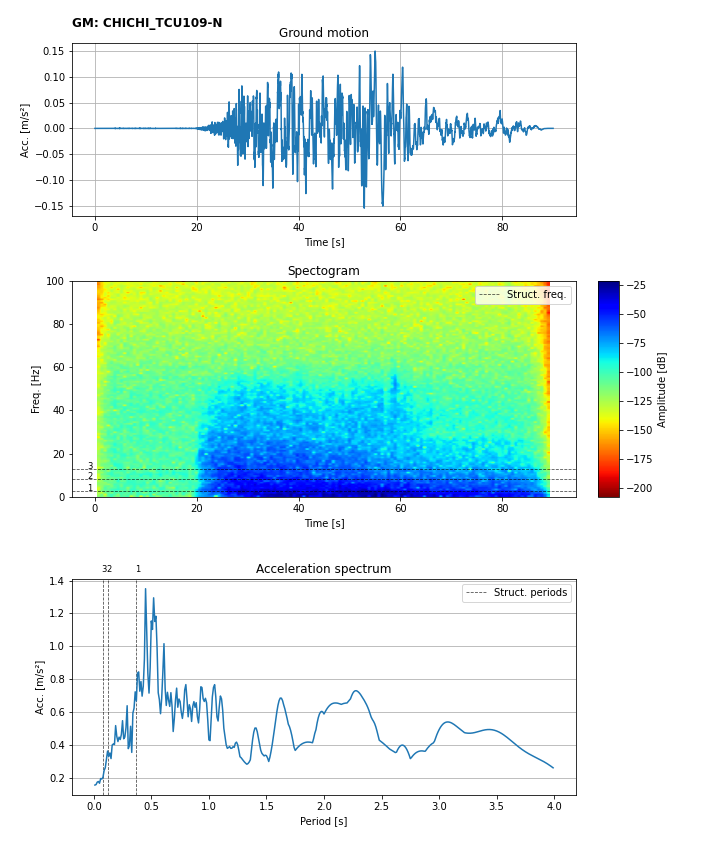 GM: CHICHI_TCU109-N
Ground motion
0.15
0.10
0.05
0.00
−0.05
−0.10
−0.15
Acc. [m/s²]
0 20 40 60 80
Time [s]
Spectogram
100
80
60
40
20
0
Freq. [Hz]
Struct. freq.
3
2
1
0 20 40 60 80
Time [s]
−25
−50
−75
−100
−125
−150
−175
−200
Amplitude [dB]
32 1
Acceleration spectrum
1.4
1.2
1.0
0.8
0.6
0.4
0.2
Acc. [m/s²]
Struct. periods
0.0 0.5 1.0 1.5 2.0 2.5 3.0 3.5 4.0
Period [s]